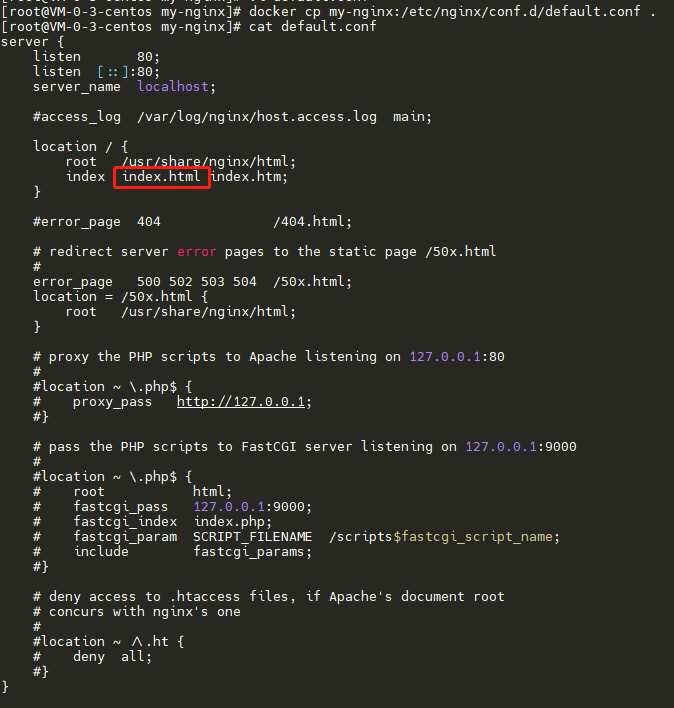 [root@VM-0-3-centos my-nginx]# docker cp my-nginx:/etc/nginx/conf.d/default.conf .
[root@VM-0-3-centos my-nginx]# cat default.conf
server {
    listen       80;
    listen  [::]:80;
    server_name  localhost;

    #access_log  /var/log/nginx/host.access.log  main;

    location / {
        root   /usr/share/nginx/html;
        index  index.html index.htm;
    }

    #error_page  404              /404.html;

    # redirect server error pages to the static page /50x.html
    #
    error_page   500 502 503 504  /50x.html;
    location = /50x.html {
        root   /usr/share/nginx/html;
    }

    # proxy the PHP scripts to Apache listening on 127.0.0.1:80
    #
    #location ~ \.php$ {
    #    proxy_pass   http://127.0.0.1;
    #}

    # pass the PHP scripts to FastCGI server listening on 127.0.0.1:9000
    #
    #location ~ \.php$ {
    #    root           html;
    #    fastcgi_pass   127.0.0.1:9000;
    #    fastcgi_index  index.php;
    #    fastcgi_param  SCRIPT_FILENAME  /scripts$fastcgi_script_name;
    #    include        fastcgi_params;
    #}

    # deny access to .htaccess files, if Apache's document root
    # concurs with nginx's one
    #
    #location ~ /\.ht {
    #    deny  all;
    #}
}